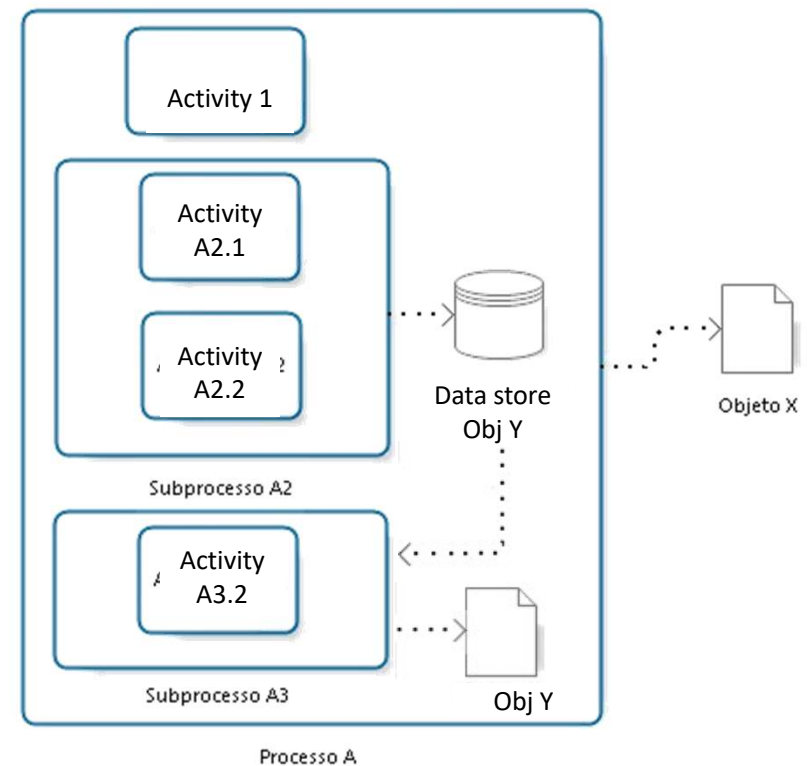 Activity 1
Activity
A2.1
Activity
A2.2
Data store
Obj Y
Objeto X
Subprocesso A2
Activity
A3.2
Obj Y
Subprocesso A3
Processo A